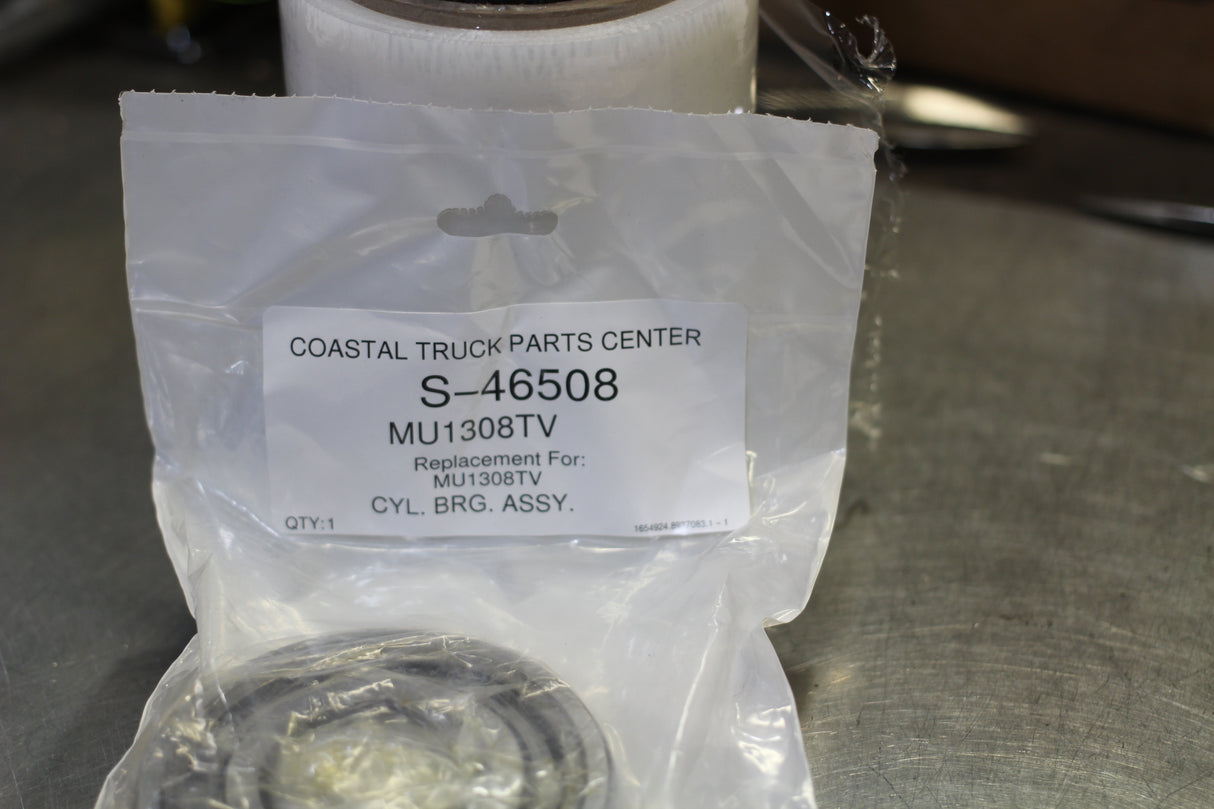 COASTAL TRUCK PARTS CENTER
S-46508
MU1308TV
Replacement For:
MU1308TV
CYL. BRG. ASSY.
QTY: 1